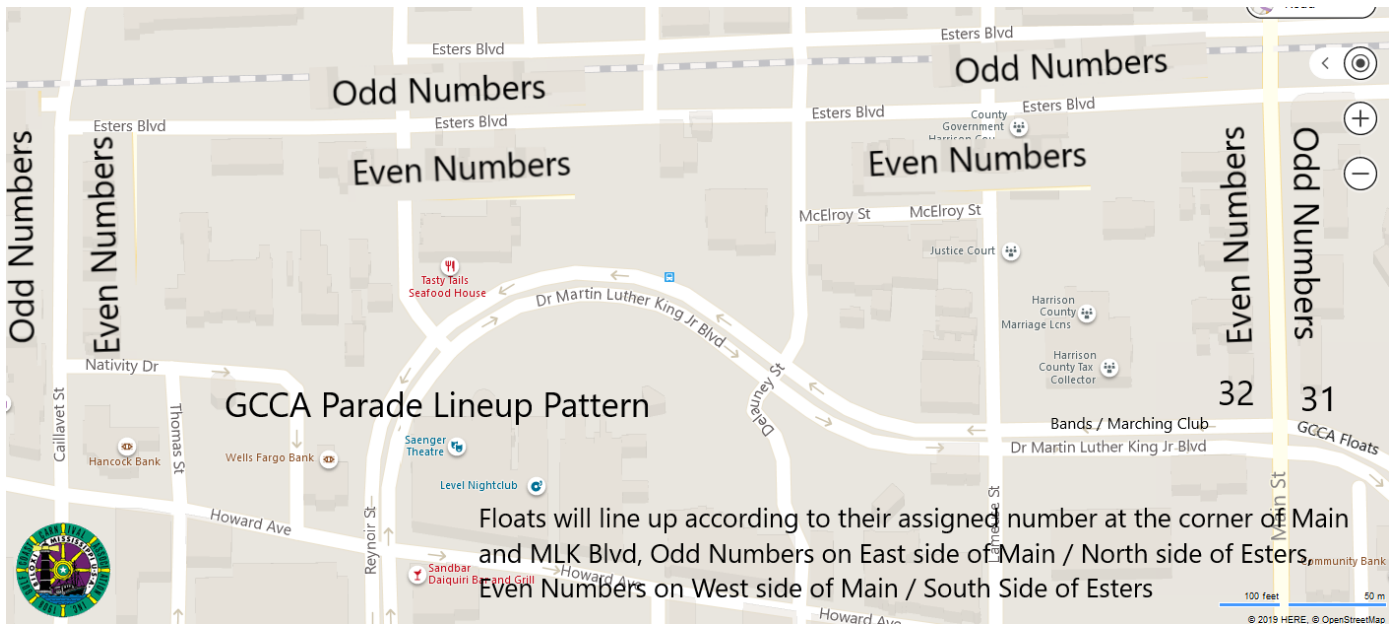 Esters Blvd
Esters Blvd
Odd Numbers
Odd Numbers
Esters Blvd
Esters Blvd
Esters Blvd
Esters Blvd
County
Government
Even Numbers
Even Numbers
Odd Numbers
Even Numbers
Even Numbers
Odd Numbers
McElroy St
McElroy St
Justice Court
Tasty Tails
Seafood House
Dr Martin Luther King Jr Blvd
Harrison
County
Marriage Lcns
Harrison
County Tax
Collector
Nativity Dr
32
31
GCCA Parade Lineup Pattern
Caillavet St
Thomas St
Delauney St
Bands / Marching Club
GCCA Floats
Dr Martin Luther King Jr Blvd
Saenger
Theatre
Hancock Bank
Wells Fargo Bank
Level Nightclub
Main St
Howard Ave
Reynoir St
Floats will line up according to their assigned number at the corner of Main
and MLK Blvd, Odd Numbers on East side of Main / North side of Esters,
Even Numbers on West side of Main / South Side of Esters
Sandbar
Daiquiri Bar and Grill
Howard Ave
Howard Ave
100 feet
50 m
© 2019 HERE, © OpenStreetMap